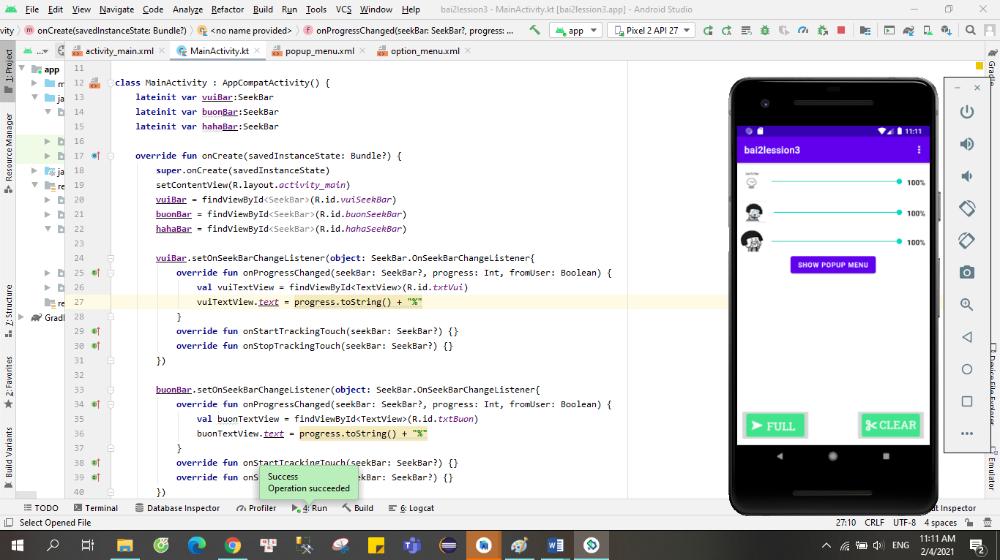 File Edit View Navigate Code Analyze Refactor Build Run Tools VCS Window Help bai2lession3 - MainActivity.kt [bai2lession3.app] - Android Studio
vity onCreate(savedInstanceState: Bundle?) <no name provided> onProgressChanged(seekBar: SeekBar?, progress: ... app Pixel 2 API 27
... activity_main.xml MainActivity.kt popup_menu.xml option_menu.xml
1: Project
Resource Manager
7: Structure
2: Favorites
Build Variants
app
m
ja
ja
re
re
Gradl
11
12 class MainActivity : AppCompatActivity() {
13 lateinit var vuiBar:SeekBar
14 lateinit var buonBar:SeekBar
15 lateinit var hahaBar:SeekBar
16
17 override fun onCreate(savedInstanceState: Bundle?) {
18 super.onCreate(savedInstanceState)
19 setContentView(R.layout.activity_main)
20 vuiBar = findViewById<SeekBar>(R.id.vuiSeekBar)
21 buonBar = findViewById<SeekBar>(R.id.buonSeekBar)
22 hahaBar = findViewById<SeekBar>(R.id.hahaSeekBar)
23
24 vuiBar.setOnSeekBarChangeListener(object: SeekBar.OnSeekBarChangeListener{
25 override fun onProgressChanged(seekBar: SeekBar?, progress: Int, fromUser: Boolean) {
26 val vuiTextView = findViewById<TextView>(R.id.txtVui)
27 vuiTextView.text = progress.toString() + "%"
28 }
29 override fun onStartTrackingTouch(seekBar: SeekBar?) {}
30 override fun onStopTrackingTouch(seekBar: SeekBar?) {}
31 })
32
33 buonBar.setOnSeekBarChangeListener(object: SeekBar.OnSeekBarChangeListener{
34 override fun onProgressChanged(seekBar: SeekBar?, progress: Int, fromUser: Boolean) {
35 val buonTextView = findViewById<TextView>(R.id.txtBuon)
36 buonTextView.text = progress.toString() + "%"
37 }
38 override fun onStartTrackingTouch(seekBar: SeekBar?) {}
39 override fun onS ekBar: SeekBar?) {}
40 })
Success
Operation succeeded
11:11
bai2lession3
100%
100%
100%
SHOW POPUP MENU
FULL CLEAR
Gradle
Device File Explorer
Emulator
TODO Terminal Database Inspector Profiler 4: Run Build 6: Logcat ut Inspector
Select Opened File 27:10 CRLF UTF-8 4 spaces
ENG 11:11 AM
2/4/2021
2